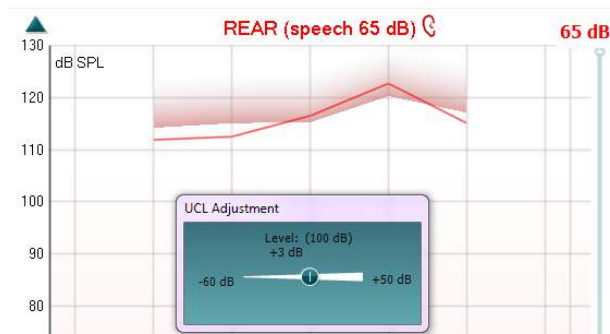 REAR (speech 65 dB)
65 dB
130
dB SPL
120
110
100
UCL Adjustment
Level: (100 dB)
+3 dB
90
-60 dB
+50 dB
80